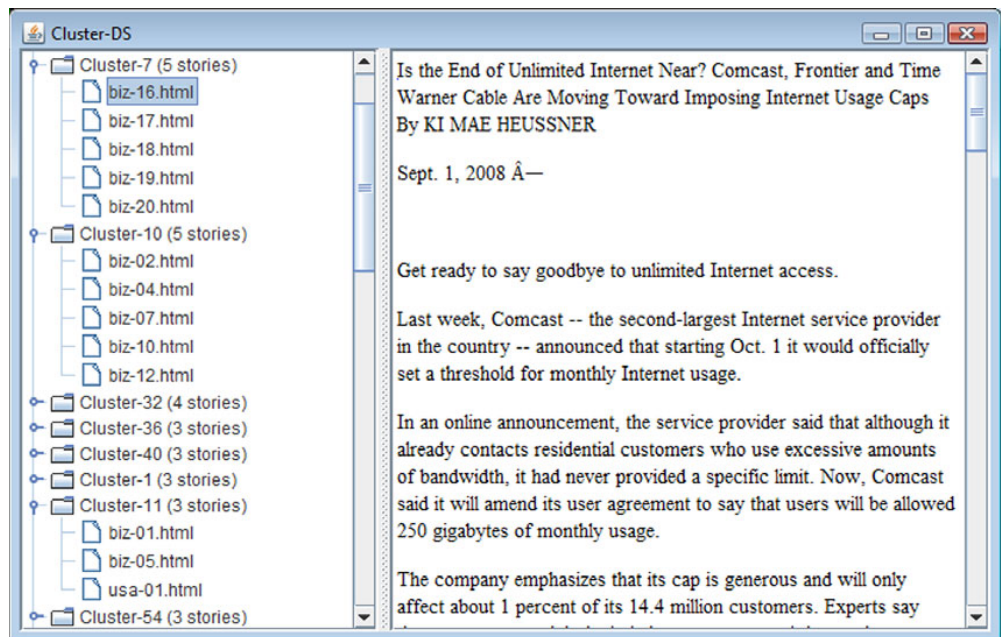 Cluster-DS
Cluster-7 (5 stories)
biz-16.html
biz-17.html
biz-18.html
biz-19.html
biz-20.html
Cluster-10 (5 stories)
biz-02.html
biz-04.html
biz-07.html
biz-10.html
biz-12.html
Cluster-32 (4 stories)
Cluster-36 (3 stories)
Cluster-40 (3 stories)
Cluster-1 (3 stories)
Cluster-11 (3 stories)
biz-01.html
biz-05.html
usa-01.html
Cluster-54 (3 stories)
Is the End of Unlimited Internet Near? Comcast, Frontier and Time
Warner Cable Are Moving Toward Imposing Internet Usage Caps
By KI MAE HEUSSNER
Sept. 1, 2008 Â—
Get ready to say goodbye to unlimited Internet access.
Last week, Comcast -- the second-largest Internet service provider
in the country -- announced that starting Oct. 1 it would officially
set a threshold for monthly Internet usage.
In an online announcement, the service provider said that although it
already contacts residential customers who use excessive amounts
of bandwidth, it had never provided a specific limit. Now, Comcast
said it will amend its user agreement to say that users will be allowed
250 gigabytes of monthly usage.
The company emphasizes that its cap is generous and will only
affect about 1 percent of its 14.4 million customers. Experts say